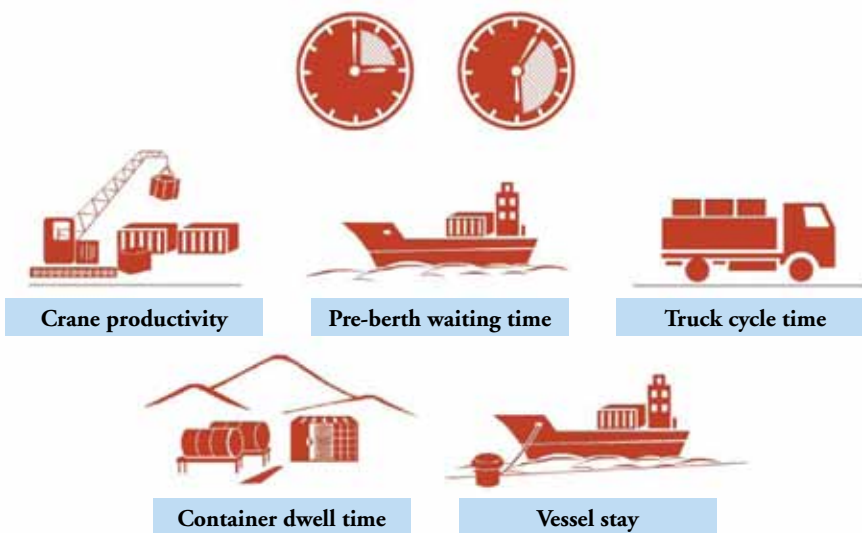 Crane productivity
Pre-berth waiting time
Truck cycle time
Container dwell time
Vessel stay